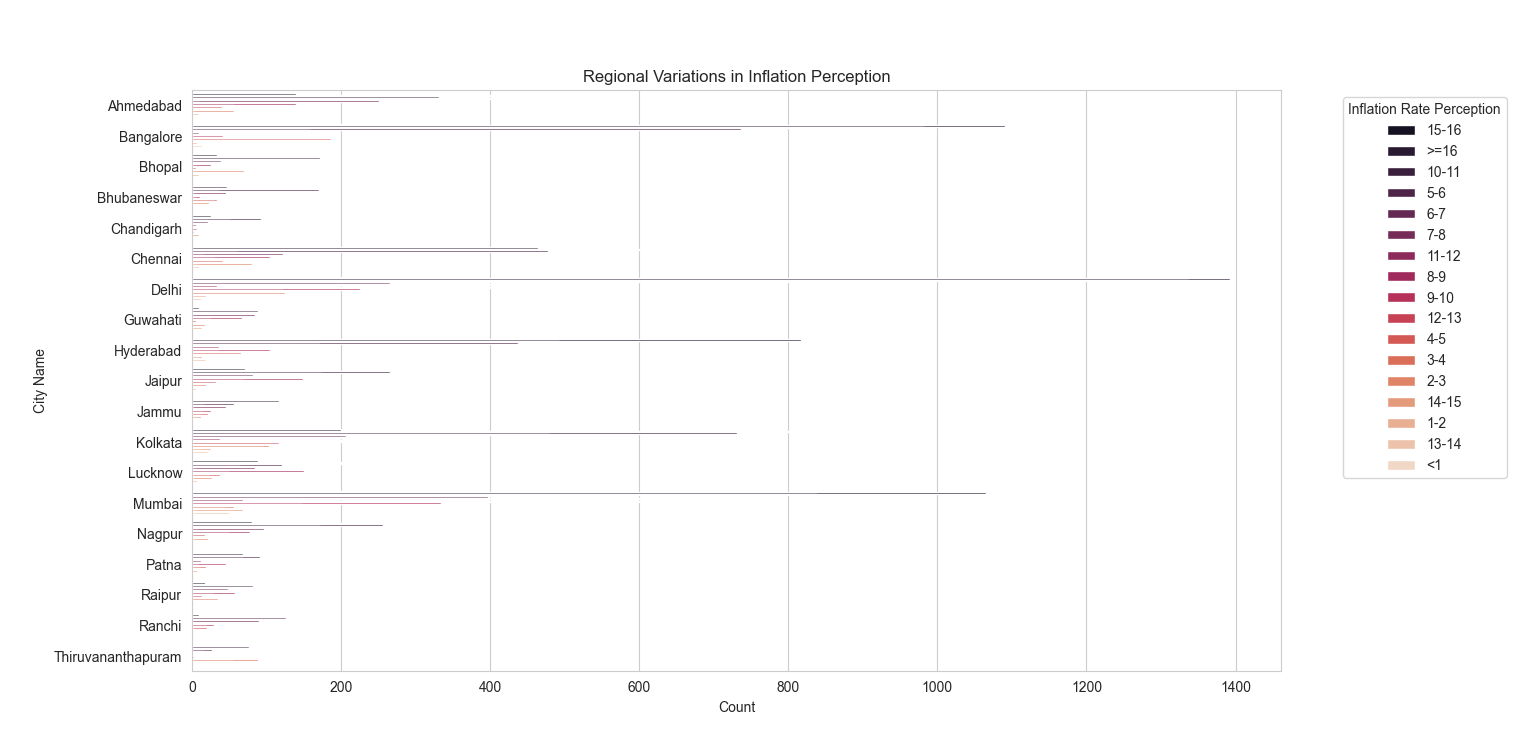 Regional Variations in Inflation Perception
City Name
Ahmedabad
Bangalore
Bhopal
Bhubaneswar
Chandigarh
Chennai
Delhi
Guwahati
Hyderabad
Jaipur
Jammu
Kolkata
Lucknow
Mumbai
Nagpur
Patna
Raipur
Ranchi
Thiruvananthapuram
0 200 400 600 800 1000 1200 1400
Count
Inflation Rate Perception
15-16
>=16
10-11
5-6
6-7
7-8
11-12
8-9
9-10
12-13
4-5
3-4
2-3
14-15
1-2
13-14
<1